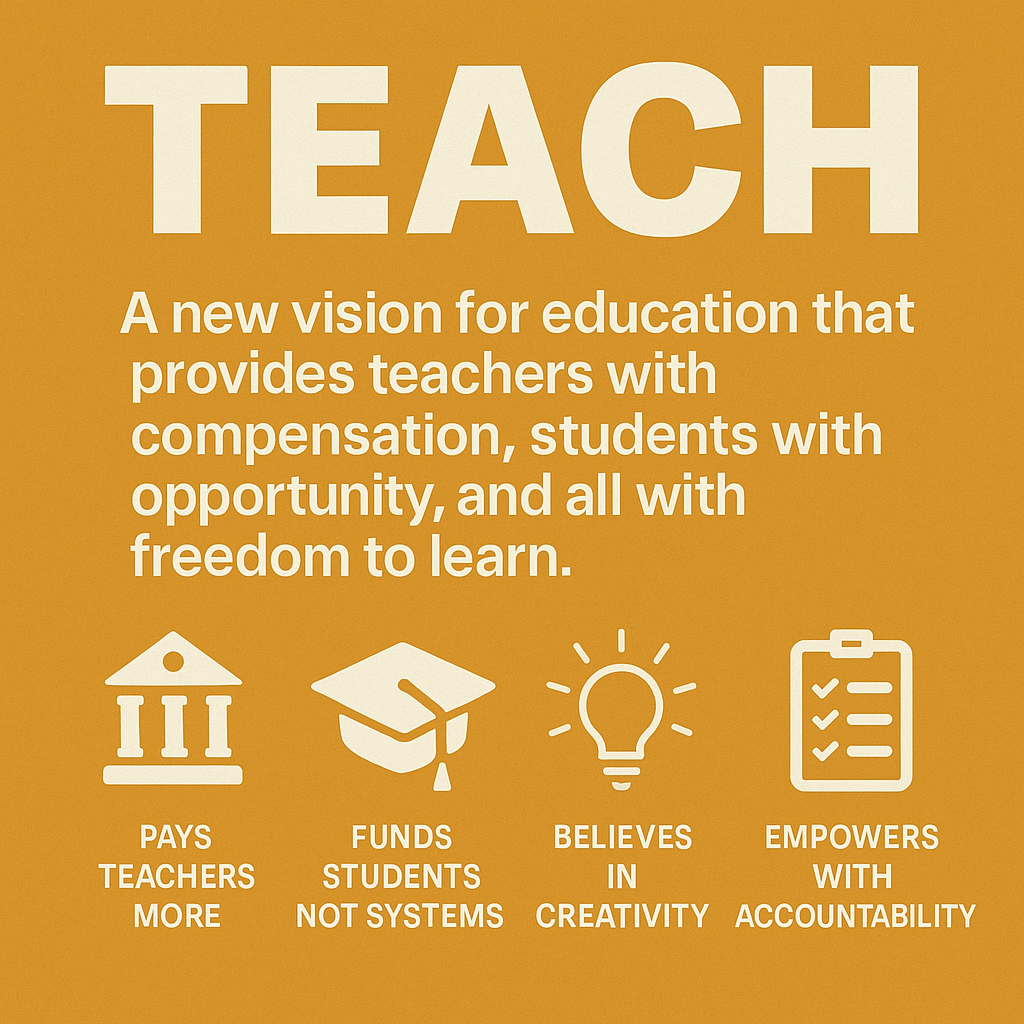 TEACH
A new vision for education that
provides teachers with
compensation, students with
opportunity, and all with
freedom to learn.
PAYS
TEACHERS
MORE
FUNDS
STUDENTS
NOT SYSTEMS
BELIEVES
IN
CREATIVITY
EMPOWERS
WITH
ACCOUNTABILITY